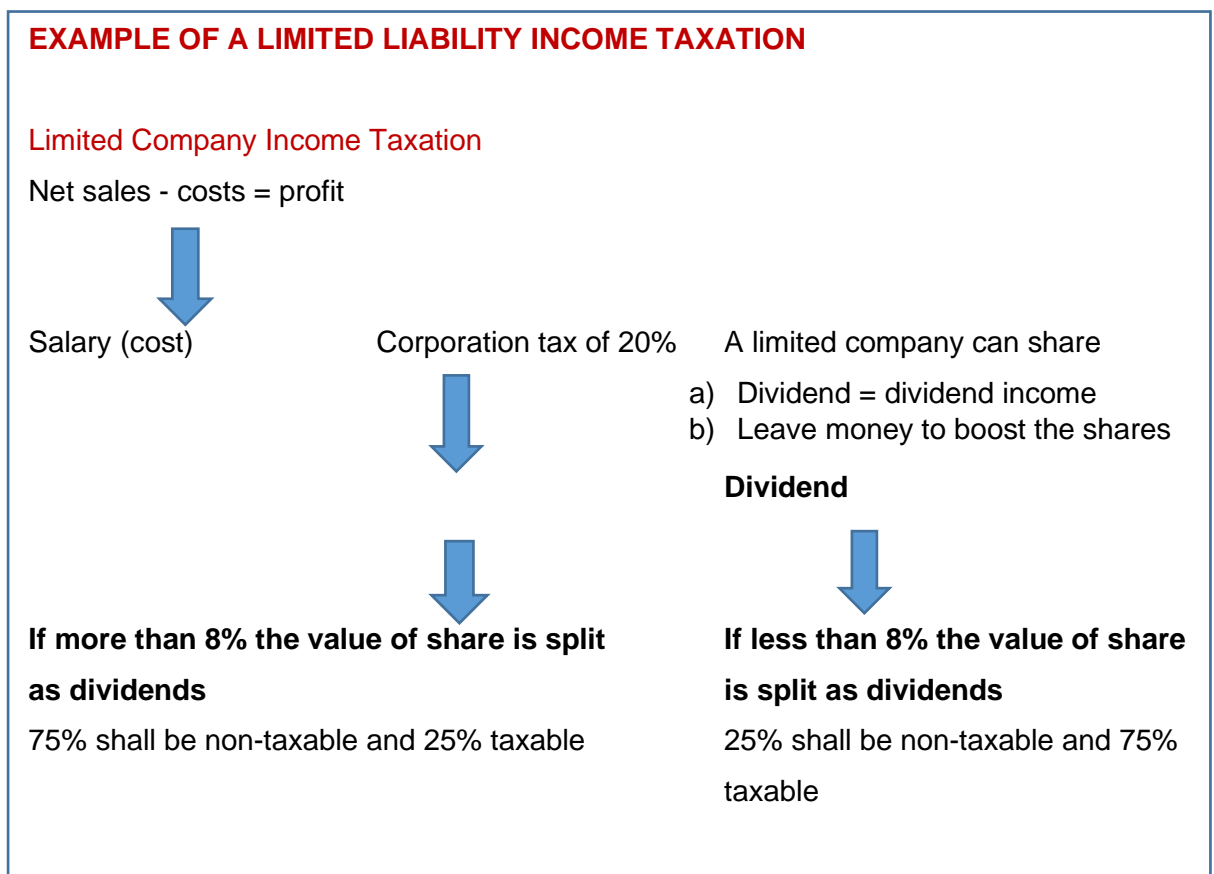 EXAMPLE OF A LIMITED LIABILITY INCOME TAXATION
Limited Company Income Taxation
Net sales - costs = profit
Salary (cost)
Corporation tax of 20%
A limited company can share
a) Dividend = dividend income
b) Leave money to boost the shares
Dividend
If more than 8% the value of share is split
as dividends
75% shall be non-taxable and 25% taxable
If less than 8% the value of share
is split as dividends
25% shall be non-taxable and 75%
taxable